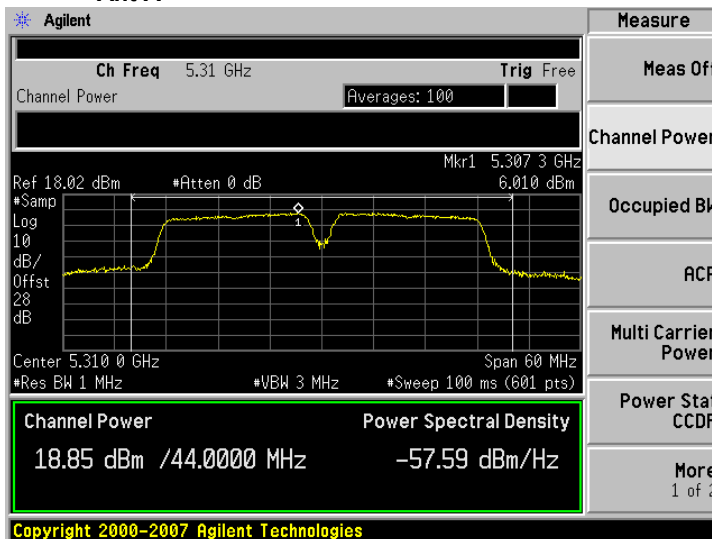 Agilent
Measure
Ch Freq 5.31 GHz Trig Free
Channel Power Averages: 100
Mkr1 5.307 3 GHz
Ref 18.02 dBm #Atten 0 dB 6.010 dBm
#Samp
Log
10
dB/
Offst
28
dB
1
Center 5.310 0 GHz Span 60 MHz
#Res BW 1 MHz #VBW 3 MHz #Sweep 100 ms (601 pts)
Channel Power Power Spectral Density
18.85 dBm /44.0000 MHz -57.59 dBm/Hz
Copyright 2000-2007 Agilent Technologies
Meas Off
Channel Power
Occupied
ACP
Multi Carrier
Power
Power Stat
CCDF
More
1 of 2